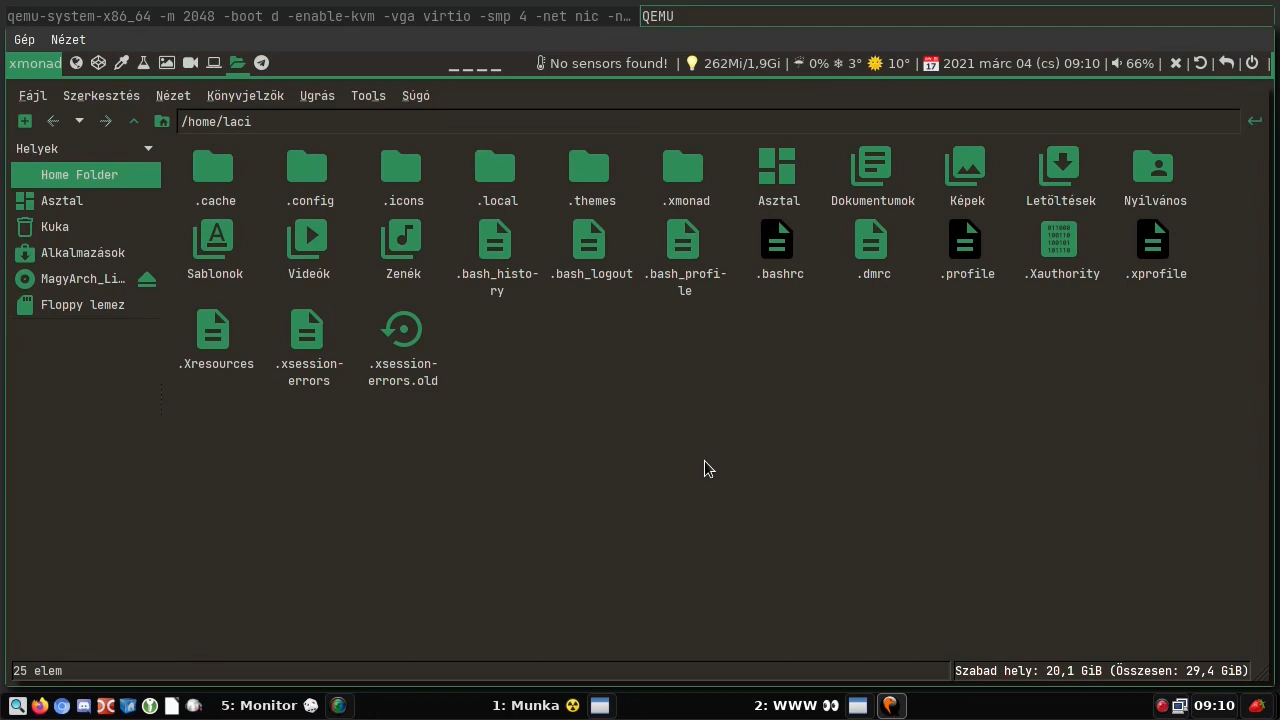 qemu-system-x86_64 -m 2048 -boot d -enable-kvm -vga virtio -smp 4 -net nic -n…
QEMU
Gép Nézet
xmonad
No sensors found! | 262Mi/1,9Gi | 0% 3° 10° | 2021 márc 04 (cs) 09:10 | 66% | | | | |
Fájl Szerkesztés Nézet Könyvjelzők Ugrás Tools Súgó
/home/laci
Helyek
Home Folder
Asztal
Kuka
Alkalmazások
MagyArch_Li…
Floppy lemez
.cache .config .icons .local .themes .xmonad Asztal Dokumentumok Képek Letöltések Nyilvános
Sablonok Videók Zenék .bash_histo-
ry .bash_logout .bash_profi-
le .bashrc .dmrc .profile .Xauthority .xprofile
.Xresources .xsession-
errors .xsession-
errors.old
25 elem
Szabad hely: 20,1 GiB (Összesen: 29,4 GiB)
5: Monitor 1: Munka 2: WWW 09:10